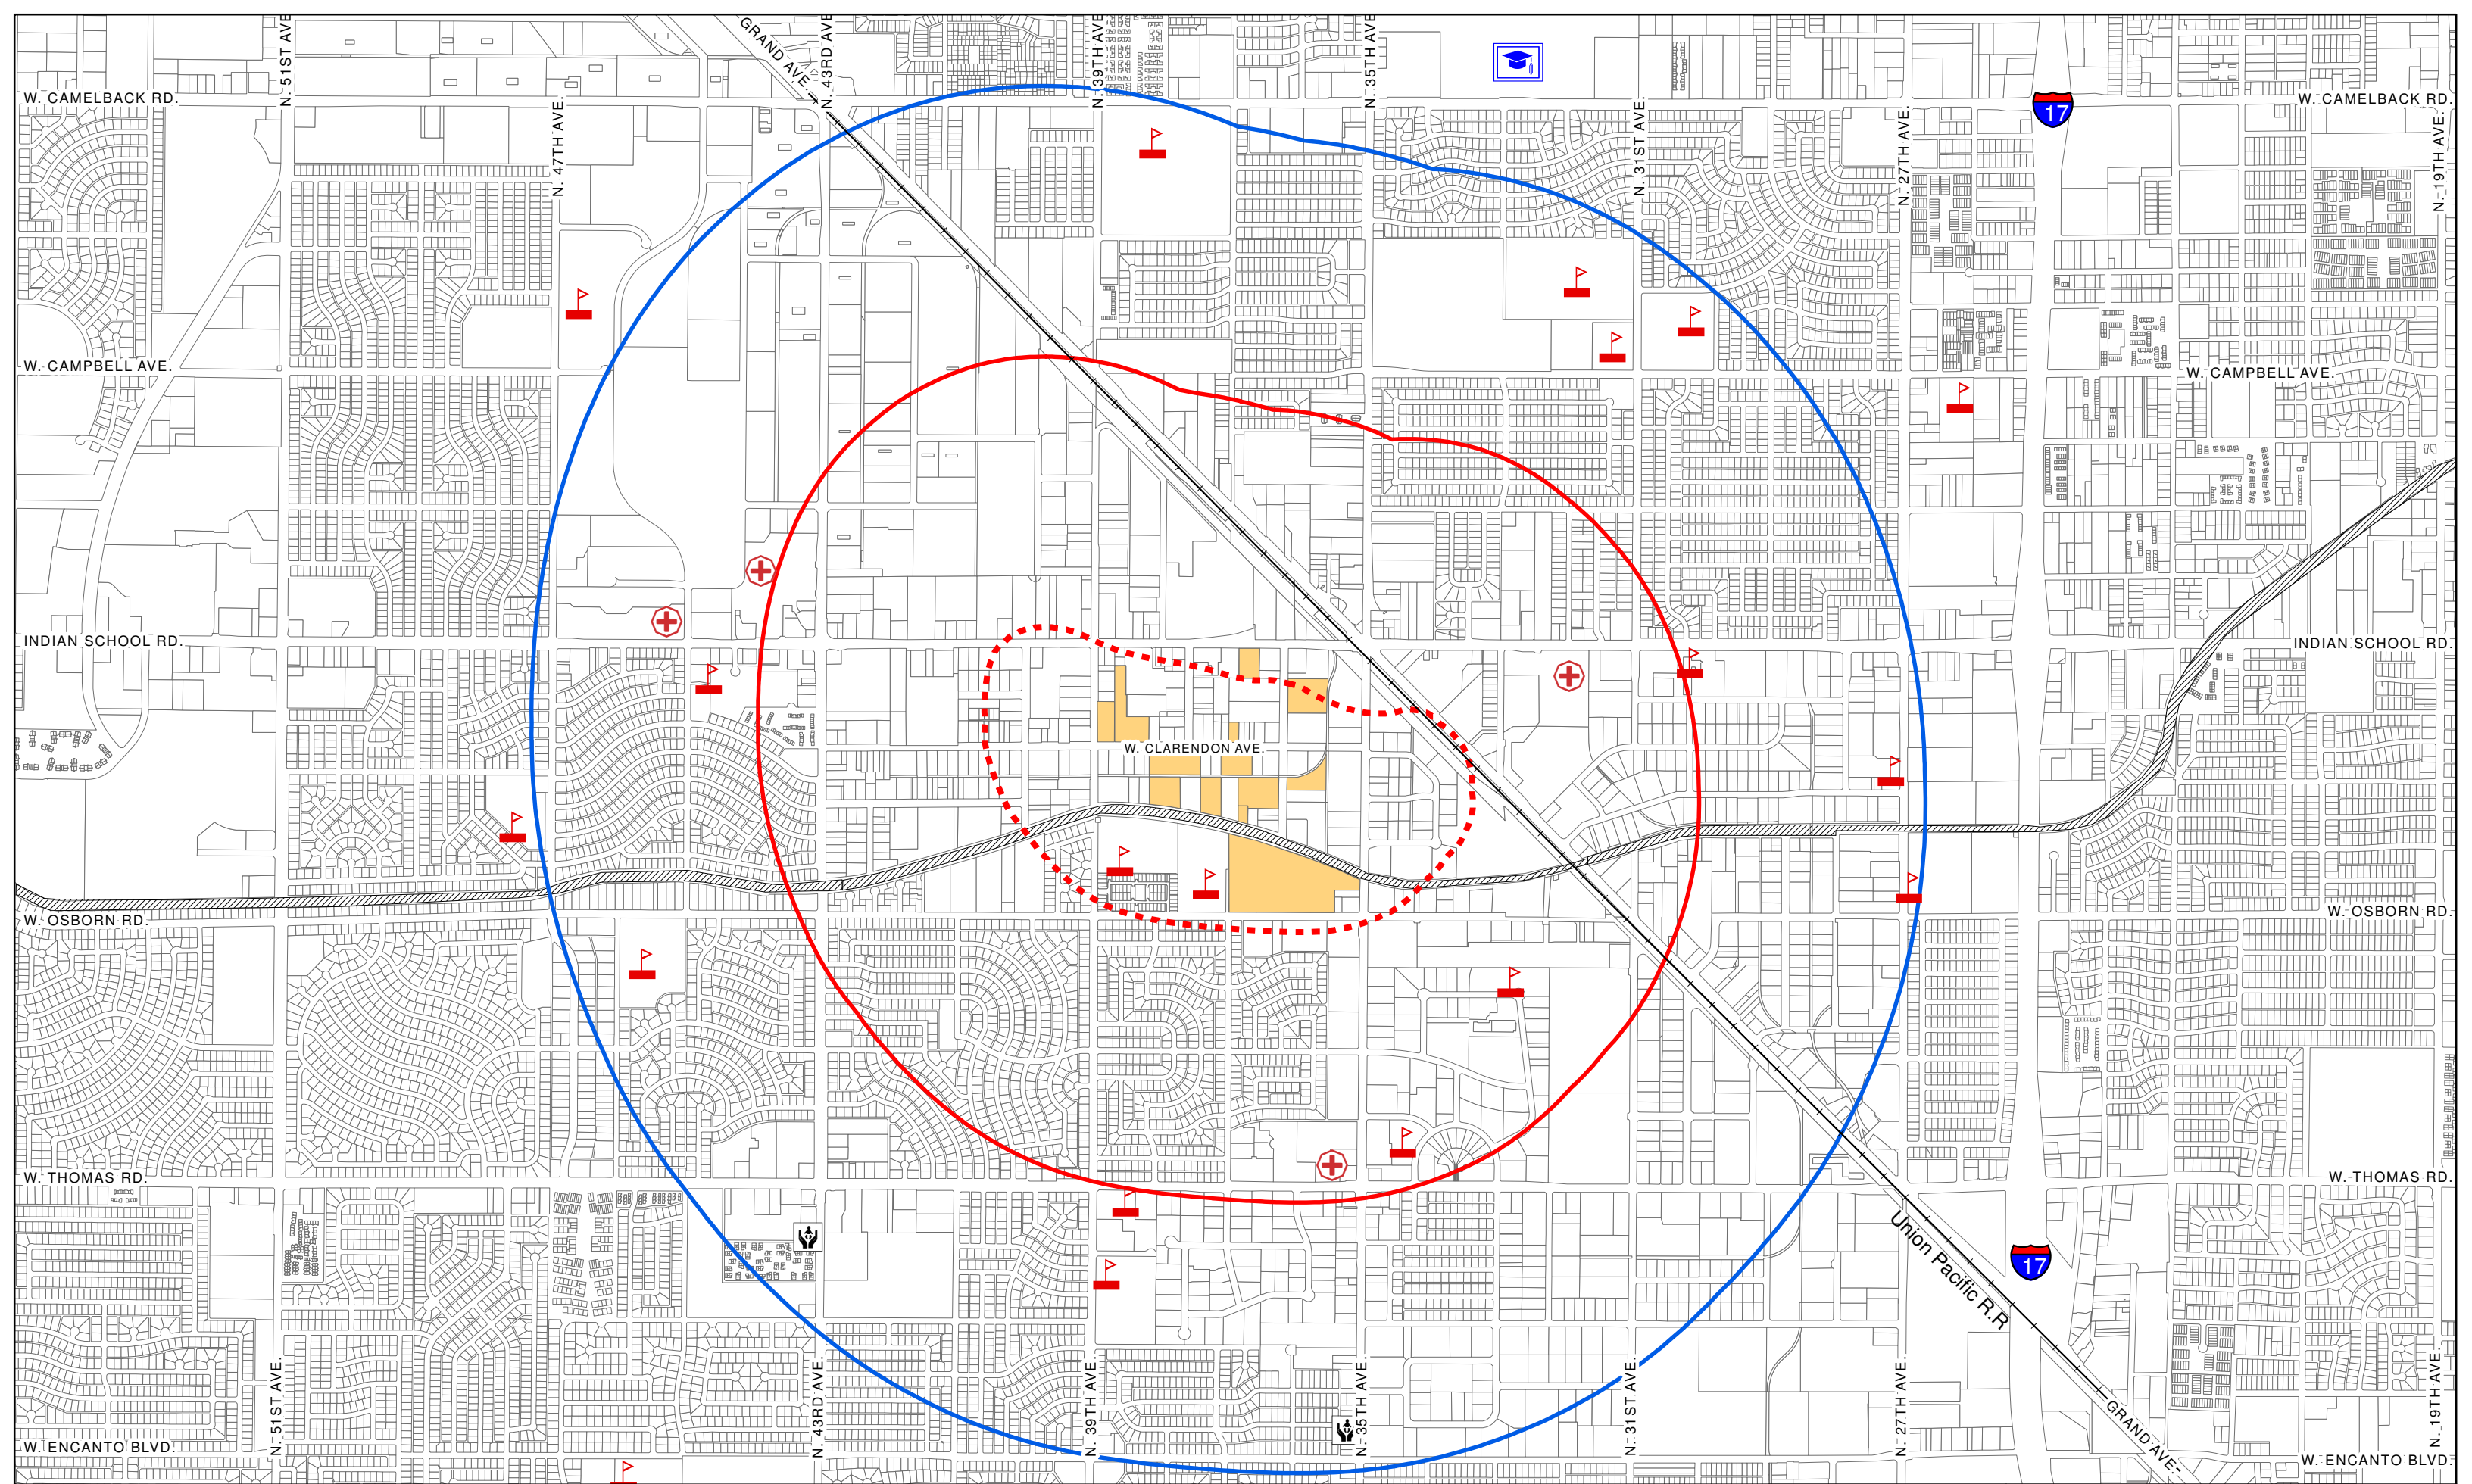 N. 51ST AVE
GRAND AVE.
N. 43RD AVE
N. 39TH AVE
N. 35TH AVE
W. CAMELBACK RD.
N. 47TH AVE.
N. 31ST AVE.
N. 27TH AVE.
17
W. CAMELBACK RD.
N. 19TH AVE.
W. CAMPBELL AVE.
W. CAMPBELL AVE.
INDIAN SCHOOL RD.
INDIAN SCHOOL RD.
W. CLARENDON AVE.
W. OSBORN RD.
W. OSBORN RD.
W. THOMAS RD.
W. THOMAS RD.
Union Pacific R.R
17
N. 51ST AVE.
N. 43RD AVE.
N. 39TH AVE.
N. 35TH AVE.
N. 31ST AVE.
N. 27TH AVE.
GRAND AVE.
N. 19TH AVE.
W. ENCANTO BLVD.
W. ENCANTO BLVD.